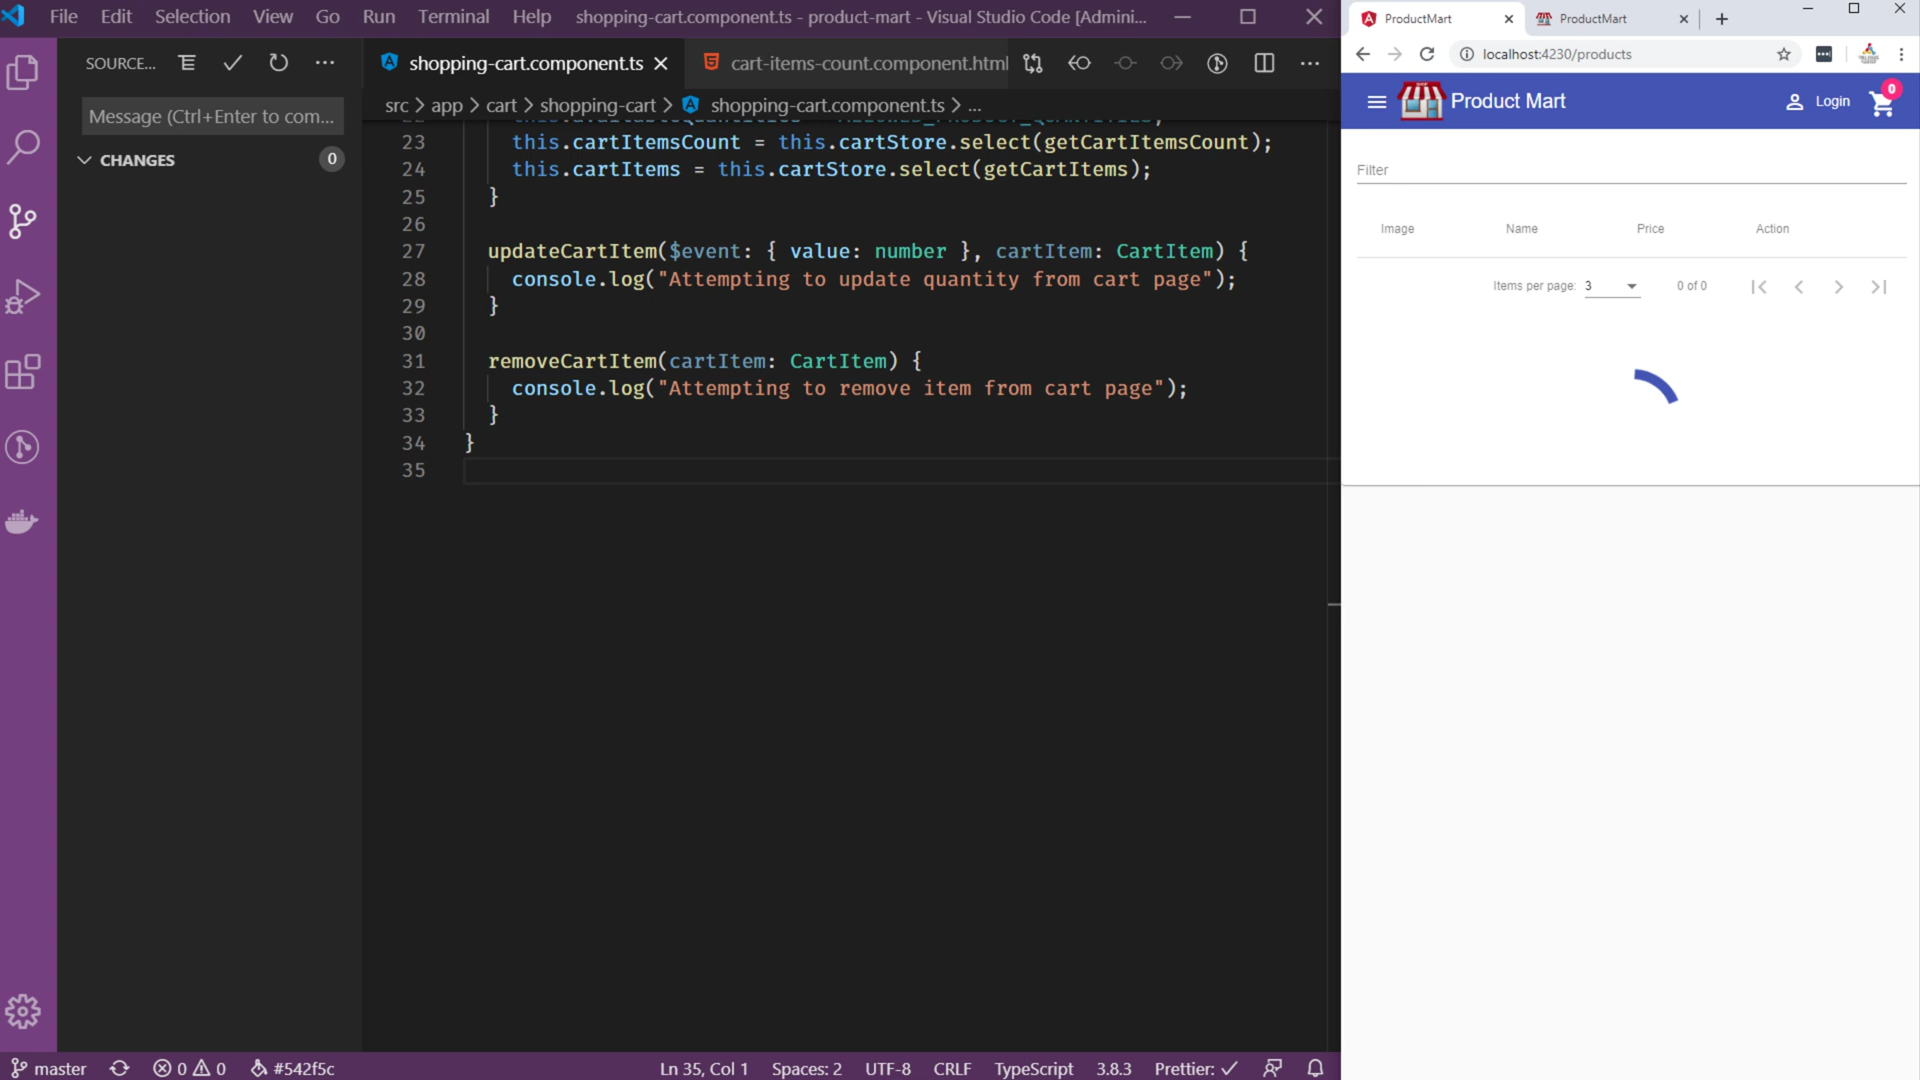 File Edit Selection View Go Run Terminal Help shopping-cart.component.ts - product-mart - Visual Studio Code [Admini...
SOURCE...
Message (Ctrl+Enter to com...
CHANGES 0
shopping-cart.component.ts cart-items-count.component.html
src > app > cart > shopping-cart > shopping-cart.component.ts > ...
23 this.cartItemsCount = this.cartStore.select(getCartItemsCount);
24 this.cartItems = this.cartStore.select(getCartItems);
25 }
26
27 updateCartItem($event: { value: number }, cartItem: CartItem) {
28 console.log("Attempting to update quantity from cart page");
29 }
30
31 removeCartItem(cartItem: CartItem) {
32 console.log("Attempting to remove item from cart page");
33 }
34 }
35
master 0 0 #542f5c Ln 35, Col 1 Spaces: 2 UTF-8 CRLF TypeScript 3.8.3 Prettier: ✓
ProductMart ProductMart
localhost:4230/products
Product Mart Login 0
Filter
Image Name Price Action
Items per page: 3 0 of 0